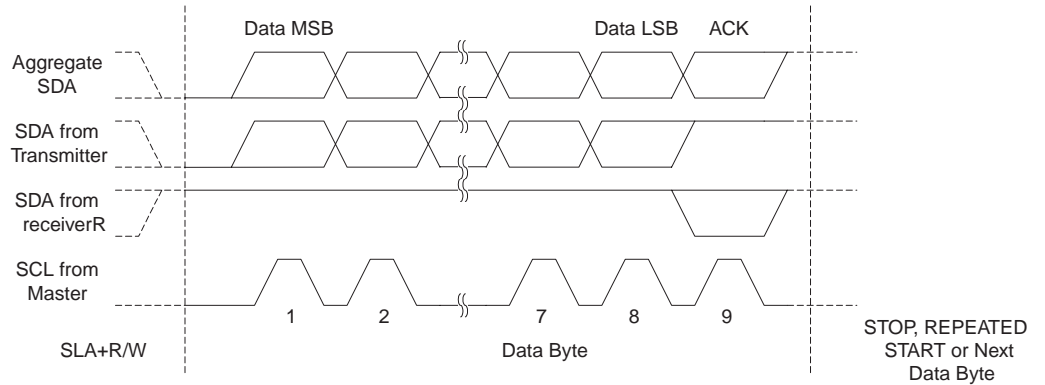 Data MSB
Data LSB
ACK
Aggregate
SDA
SDA from
Transmitter
SDA from
receiverR
SCL from
Master
1
2
7
8
9
SLA+R/W
Data Byte
STOP, REPEATED
START or Next
Data Byte